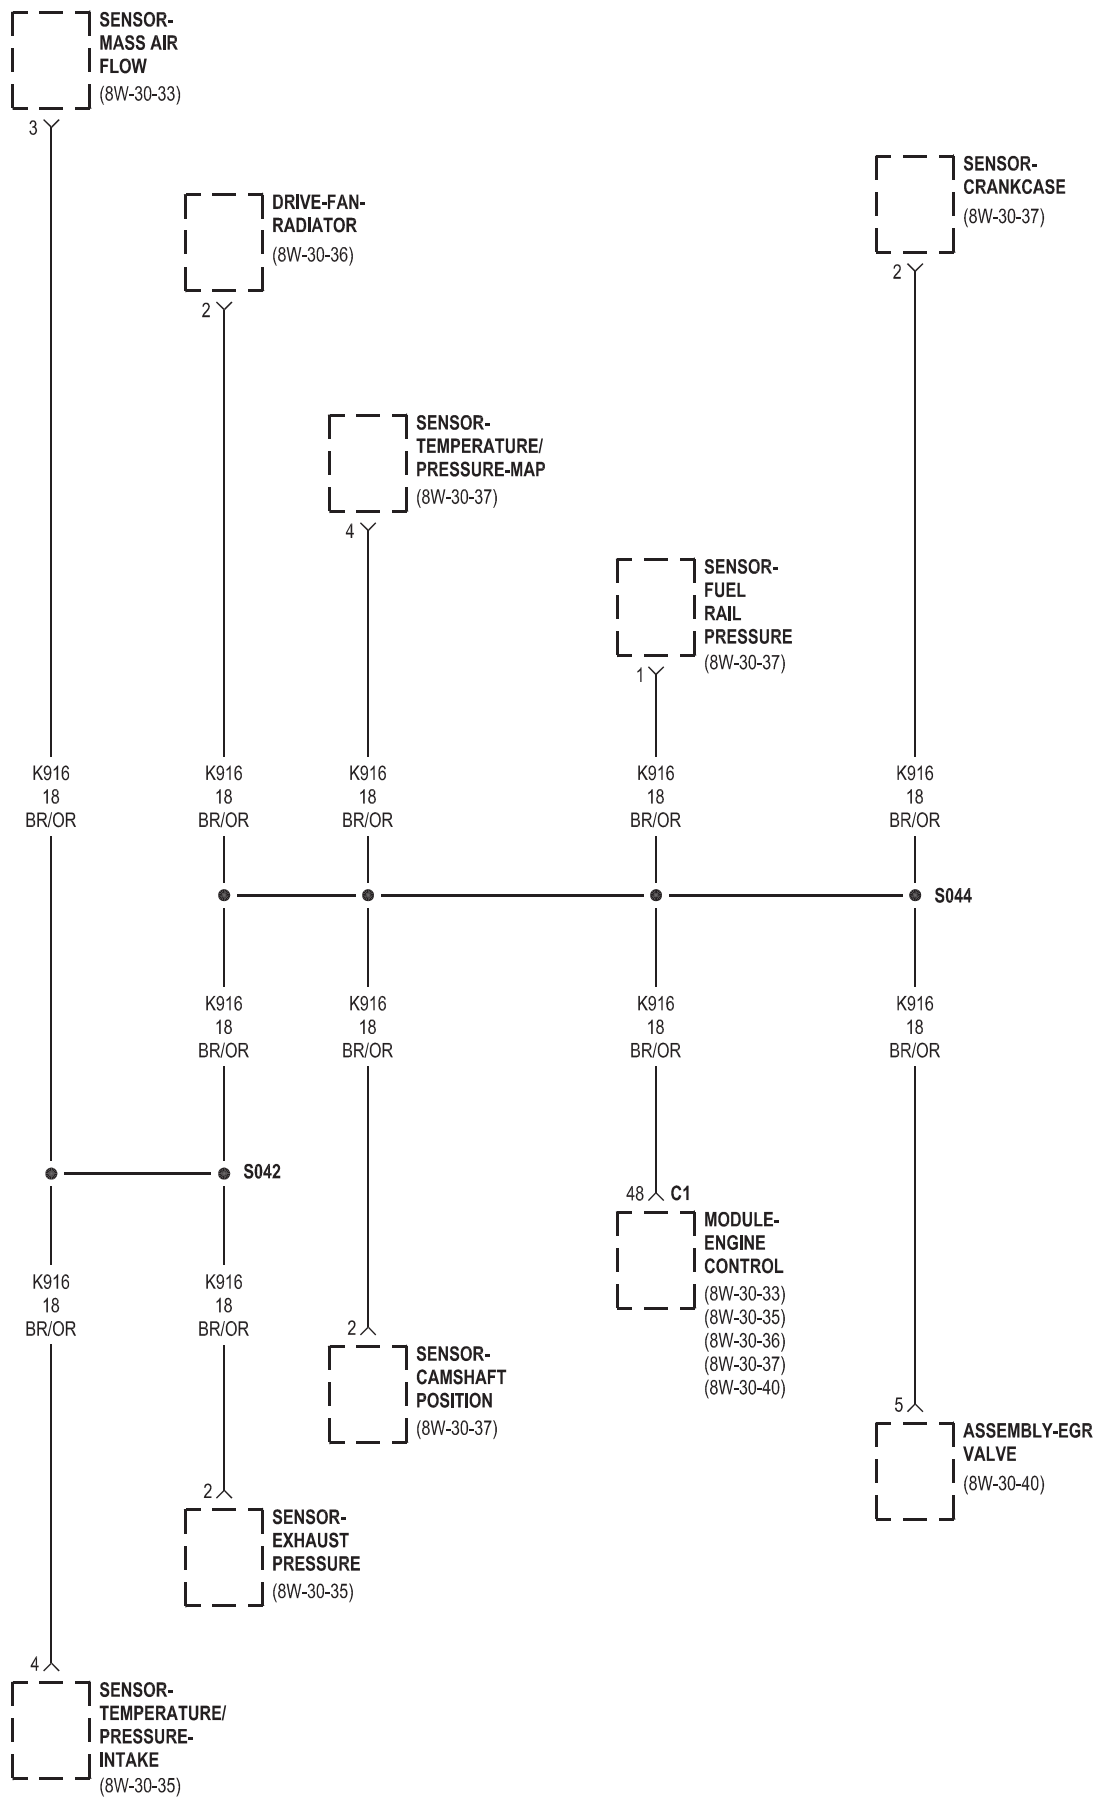 SENSOR-
MASS AIR
FLOW
(8W-30-33)
3
SENSOR-
CRANKCASE
(8W-30-37)
2
DRIVE-FAN-
RADIATOR
(8W-30-36)
2
SENSOR-
TEMPERATURE/
PRESSURE-MAP
(8W-30-37)
4
SENSOR-
FUEL
RAIL
PRESSURE
(8W-30-37)
1
K916
18
BR/OR
K916
18
BR/OR
K916
18
BR/OR
K916
18
BR/OR
K916
18
BR/OR
S044
K916
18
BR/OR
K916
18
BR/OR
K916
18
BR/OR
K916
18
BR/OR
S042
48 C1
MODULE-
ENGINE
CONTROL
(8W-30-33)
(8W-30-35)
(8W-30-36)
(8W-30-37)
(8W-30-40)
K916
18
BR/OR
K916
18
BR/OR
2
SENSOR-
CAMSHAFT
POSITION
(8W-30-37)
5
ASSEMBLY-EGR
VALVE
(8W-30-40)
2
SENSOR-
EXHAUST
PRESSURE
(8W-30-35)
4
SENSOR-
TEMPERATURE/
PRESSURE-
INTAKE
(8W-30-35)